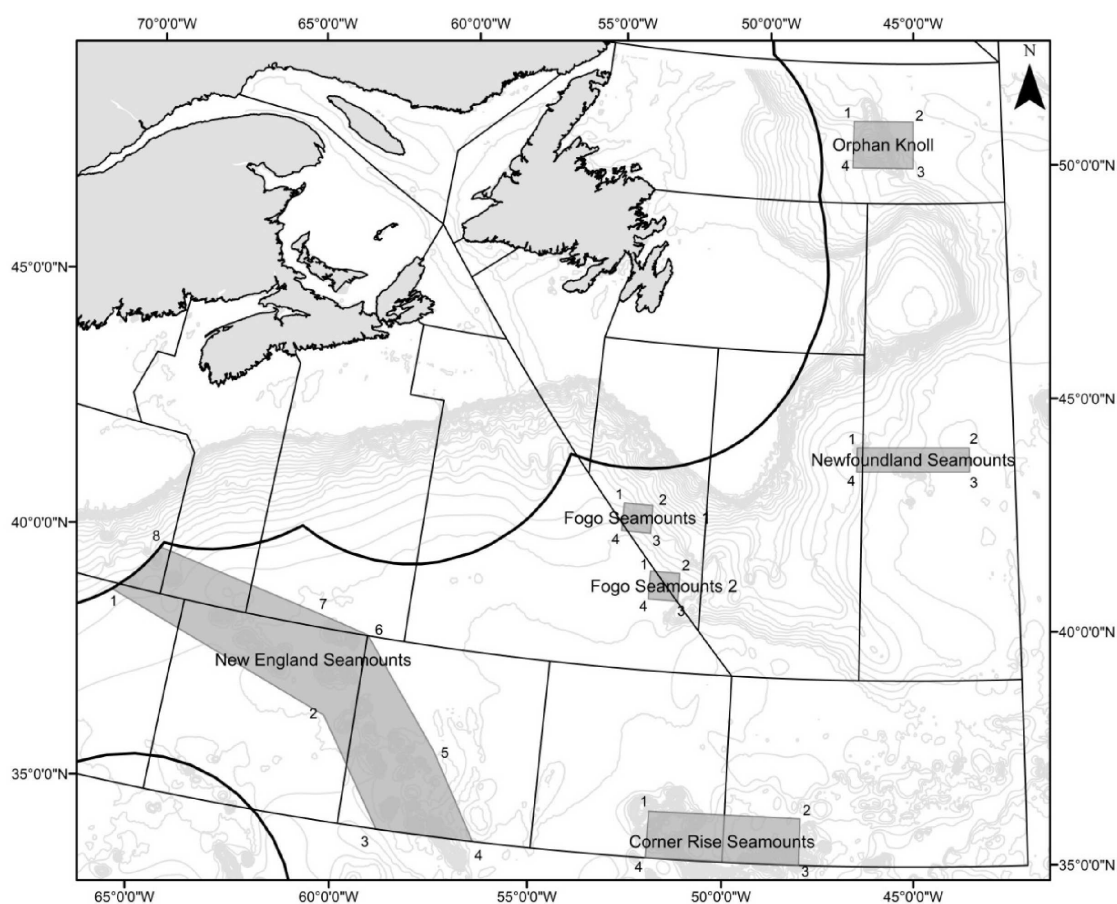 70°0'0"W 65°0'0"W 60°0'0"W 55°0'0"W 50°0'0"W 45°0'0"W
N
1 2
Orphan Knoll
4 3
50°0'0"N
45°0'0"N
45°0'0"N
1 2
Newfoundland Seamounts
4 3
1 2
Fogo Seamounts 1
4 3
40°0'0"N
8
1 2
Fogo Seamounts 2
4 3
1
7
6
40°0'0"N
New England Seamounts
2
5
35°0'0"N
1 2
Corner Rise Seamounts
3
4
4 3
35°0'0"N
65°0'0"W 60°0'0"W 55°0'0"W 50°0'0"W 45°0'0"W